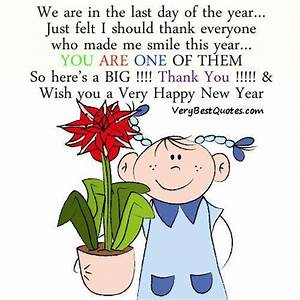 We are in the last day of the year...
Just felt I should thank everyone
who made me smile this year...
YOU ARE ONE OF THEM
So here's a BIG !!!! Thank You !!!!! &
Wish you a Very Happy New Year
VeryBestQuotes.com